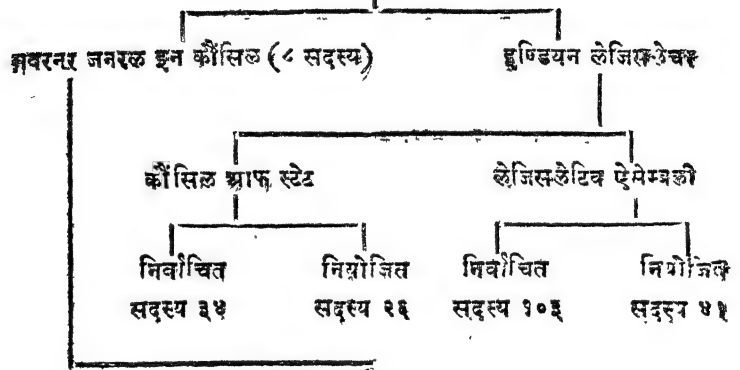 गवरनर जनरल इन कौंसिल (८ सदस्य) इण्डियन लेजिसलेचर
कौंसिल आफ स्टेट लेजिसलेटिव ऐसेम्बली
निर्वाचित नियोजित निर्वाचित नियोजित
सदस्य ३४ सदस्य २६ सदस्य १०३ सदस्य ४१